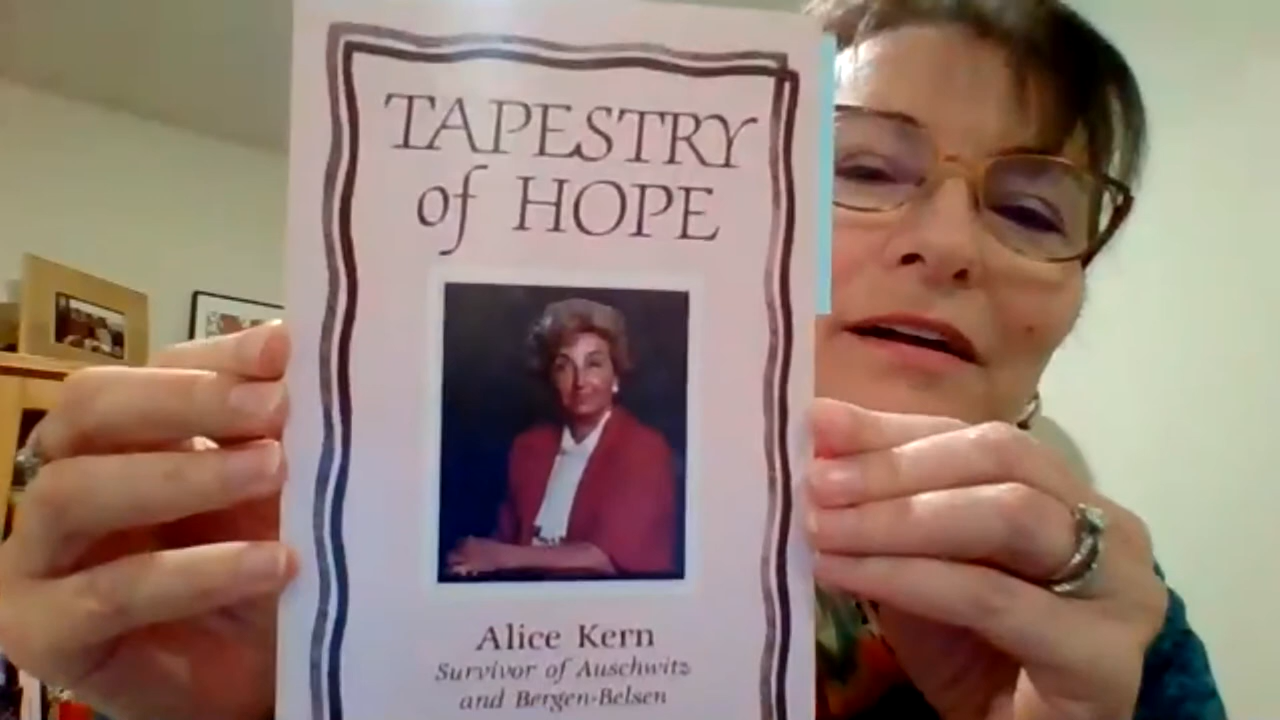 TAPESTRY
of HOPE
Alice Kern
Survivor of Auschwitz
and Bergen-Belsen